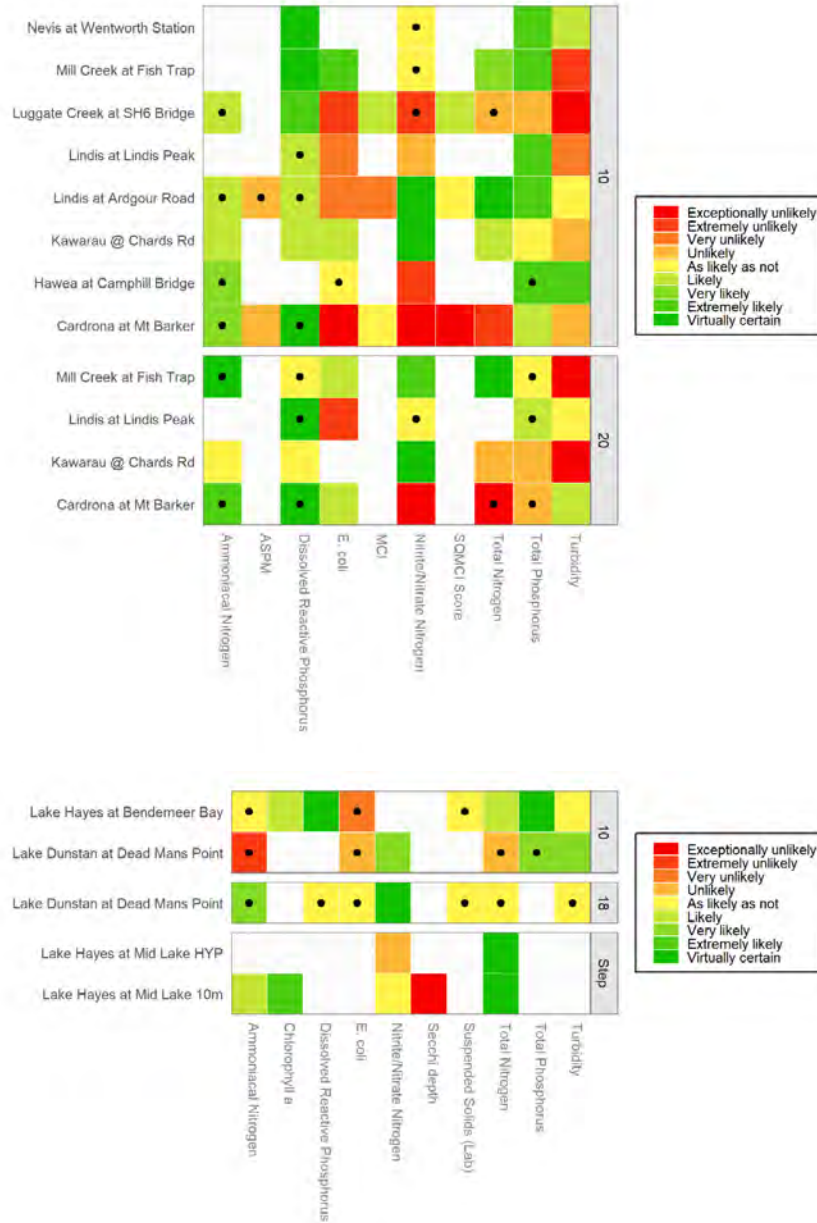 Nevis at Wentworth Station
Mill Creek at Fish Trap
Luggate Creek at SH6 Bridge
Lindis at Lindis Peak
Lindis at Ardgour Road
Kawarau @ Chards Rd
Hawea at Camphill Bridge
Cardrona at Mt Barker
10
Mill Creek at Fish Trap
Lindis at Lindis Peak
Kawarau @ Chards Rd
Cardrona at Mt Barker
20
Ammoniacal Nitrogen
ASPM
Dissolved Reactive Phosphorus
E. coli
MCI
Nitrite/Nitrate Nitrogen
SQMCI Score
Total Nitrogen
Total Phosphorus
Turbidity
Exceptionally unlikely
Extremely unlikely
Very unlikely
Unlikely
As likely as not
Likely
Very likely
Extremely likely
Virtually certain
Lake Hayes at Bendemeer Bay
Lake Dunstan at Dead Mans Point
10
Lake Dunstan at Dead Mans Point
18
Lake Hayes at Mid Lake HYP
Lake Hayes at Mid Lake 10m
Step
Ammoniacal Nitrogen
Chlorophyll a
Dissolved Reactive Phosphorus
E. coli
Nitrite/Nitrate Nitrogen
Secchi depth
Suspended Solids (Lab)
Total Nitrogen
Total Phosphorus
Turbidity
Exceptionally unlikely
Extremely unlikely
Very unlikely
Unlikely
As likely as not
Likely
Very likely
Extremely likely
Virtually certain